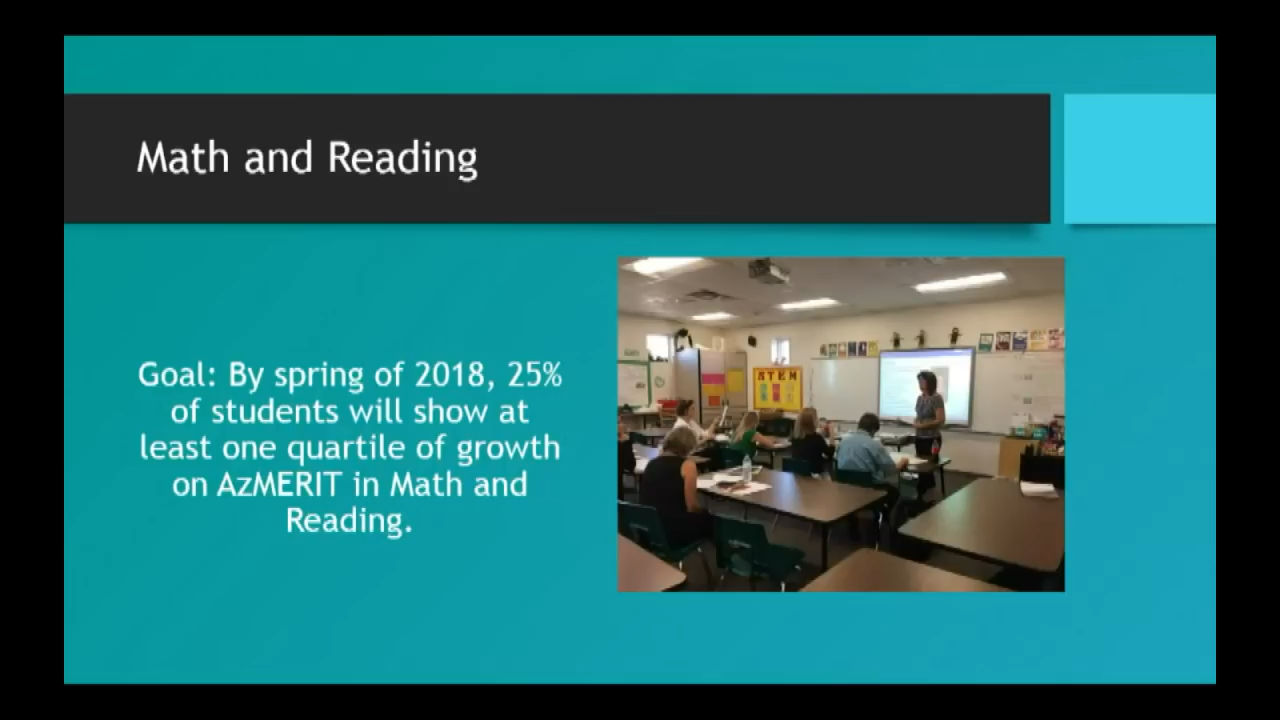 Math and Reading
Goal: By spring of 2018, 25%
of students will show at
least one quartile of growth
on AzMERIT in Math and
Reading.
STEM